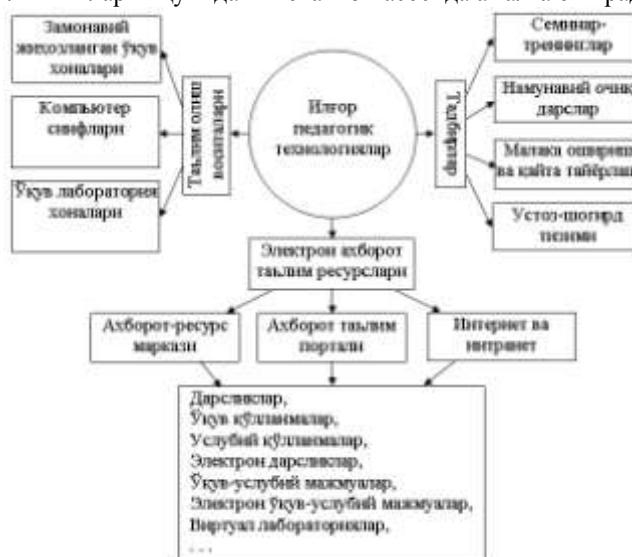 Замонавий
жиҳозланган ўқув
хоналари
Компьютер
синфлари
Ўқув лаборатория
хоналари
Таълим олиш
воситалари
Илғор
педагогик
технологиялар
Тадбирлар
Семинар-
тренинглар
Намунавий очиқ
дарслар
Малака ошириш
ва қайта тайёрлаш
Устоз-шогирд
тизими
Электрон ахборот
таълим ресурслари
Ахборот-ресурс
маркази
Ахборот таълим
портали
Интернет ва
интранет
Дарсликлар,
Ўқув қўлланмалар,
Услубий қўлланмалар,
Электрон дарсликлар,
Ўқув-услубий мажмуалар,
Электрон ўқув-услубий мажмуалар,
Виртуал лабораториялар,
. . .